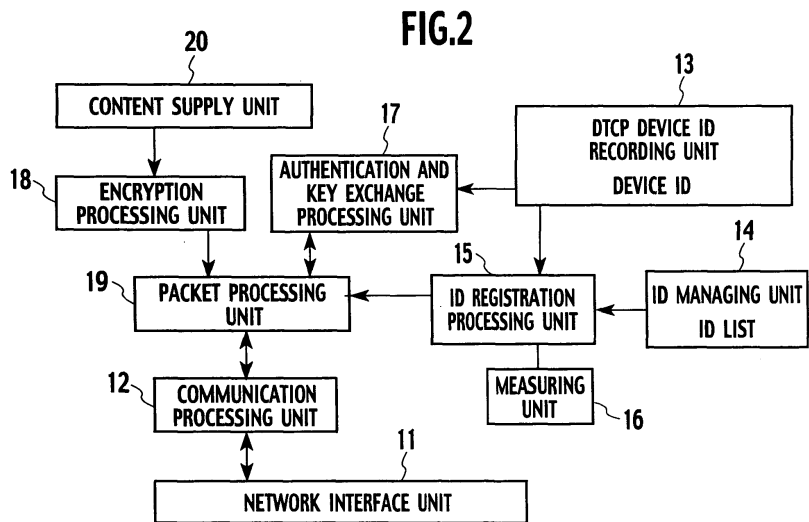 FIG.2
20
CONTENT SUPPLY UNIT
13
DTCP DEVICE ID
RECORDING UNIT
DEVICE ID
17
AUTHENTICATION AND
KEY EXCHANGE
PROCESSING UNIT
18
ENCRYPTION
PROCESSING UNIT
14
ID MANAGING UNIT
ID LIST
15
ID REGISTRATION
PROCESSING UNIT
19
PACKET PROCESSING
UNIT
12
COMMUNICATION
PROCESSING UNIT
MEASURING
UNIT
16
11
NETWORK INTERFACE UNIT